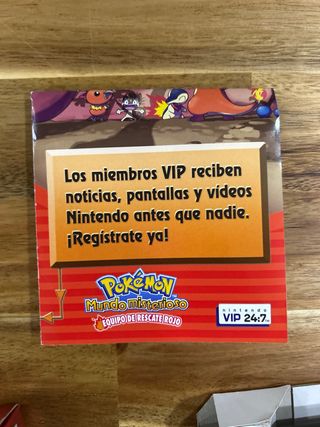 Los miembros VIP reciben
noticias, pantallas y vídeos
Nintendo antes que nadie.
¡Regístrate ya!
POKéMON
Mundo misterioso
EQUIPO DE RESCATE ROJO
nintendo
VIP 24:7